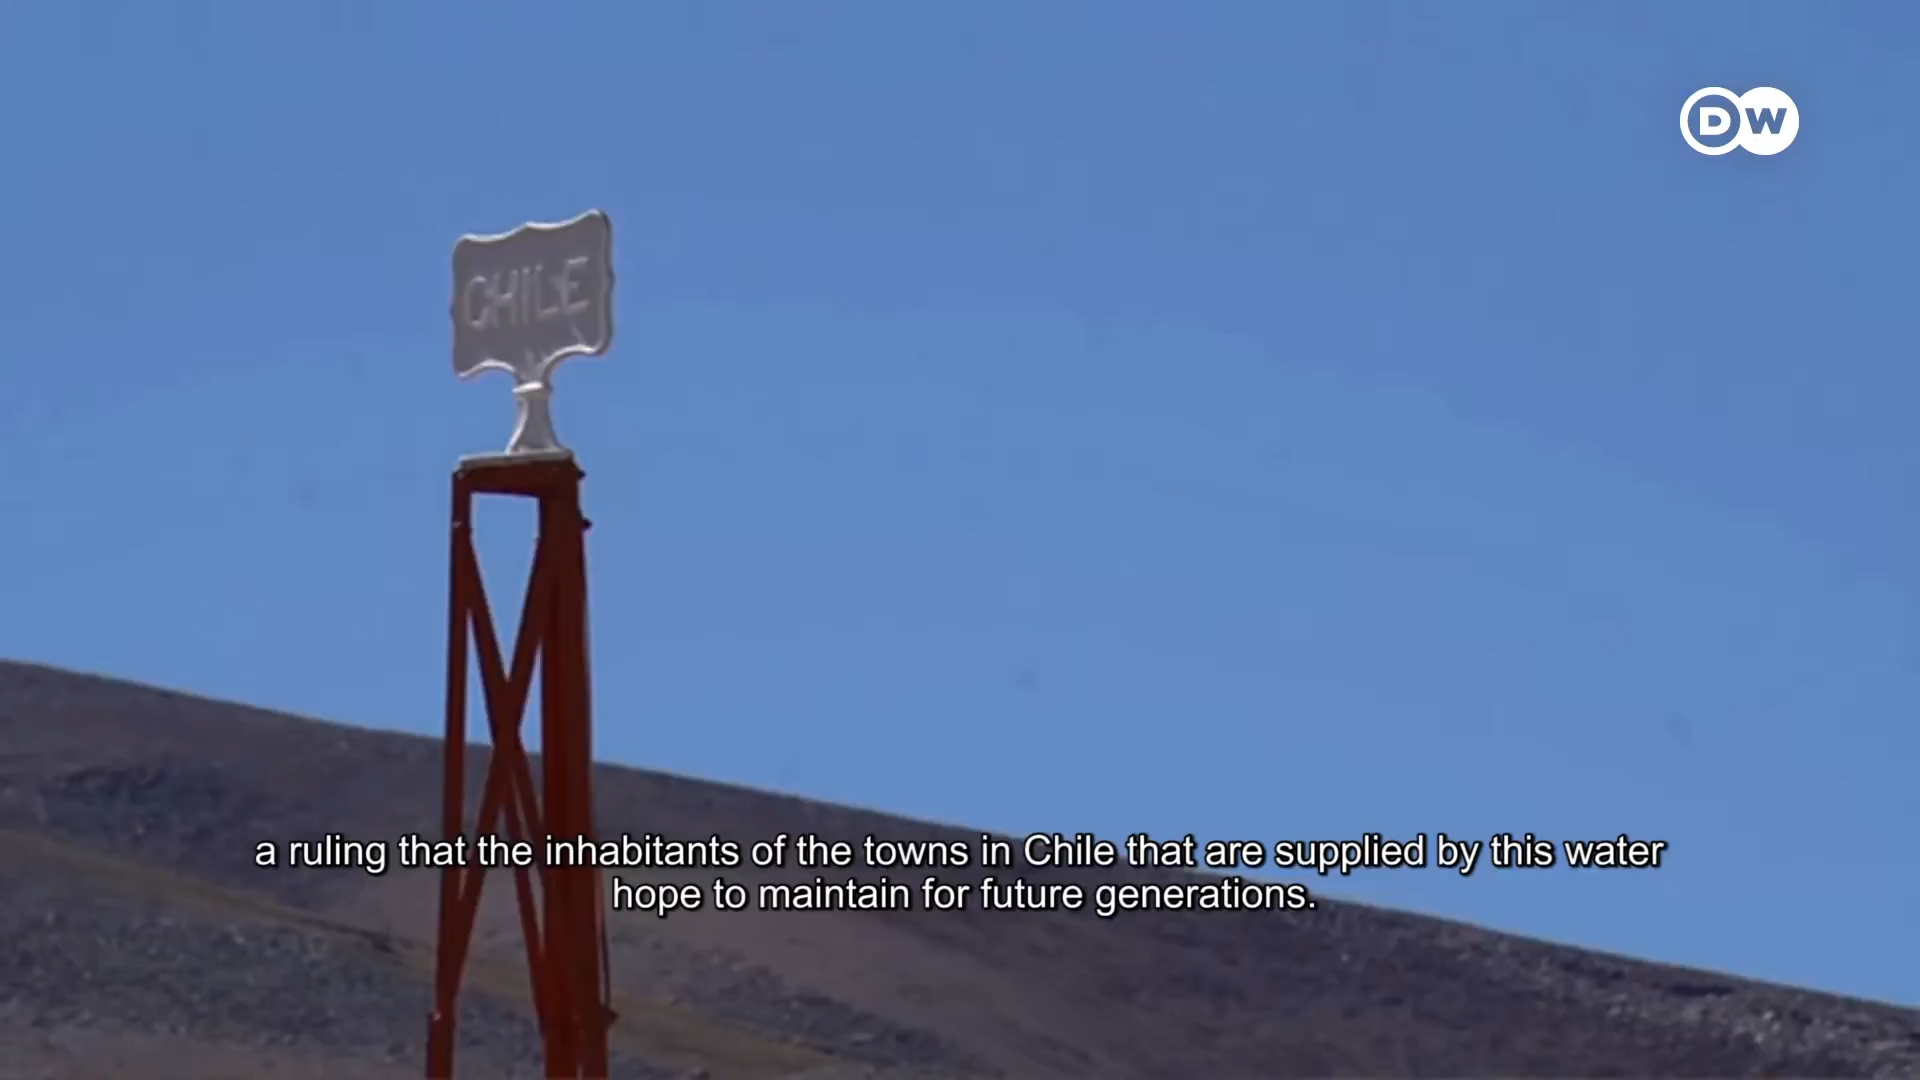 DW
CHILE
a ruling that the inhabitants of the towns in Chile that are supplied by this water
hope to maintain for future generations.